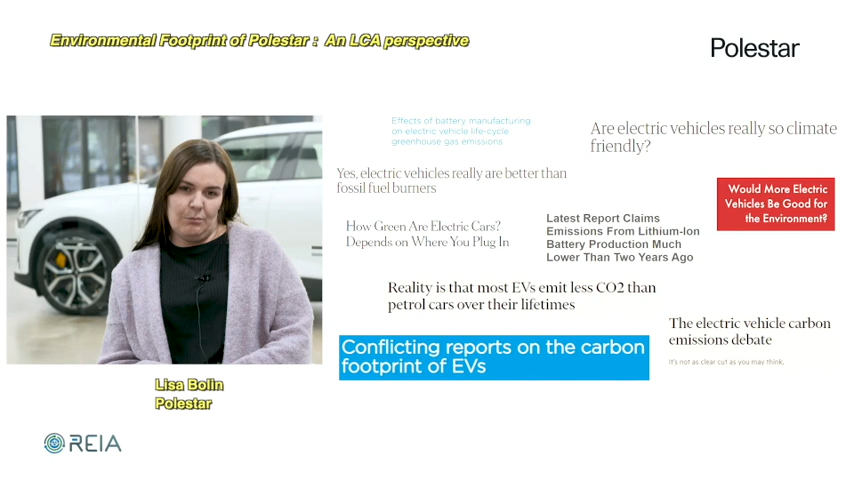 Environmental Footprint of Polestar : An LCA perspective
Polestar
Effects of battery manufacturing
on electric vehicle life-cycle
greenhouse gas emissions
Are electric vehicles really so climate
friendly?
Yes, electric vehicles really are better than
fossil fuel burners
Would More Electric
Vehicles Be Good for
the Environment?
How Green Are Electric Cars?
Depends on Where You Plug In
Latest Report Claims
Emissions From Lithium-Ion
Battery Production Much
Lower Than Two Years Ago
Reality is that most EVs emit less CO2 than
petrol cars over their lifetimes
The electric vehicle carbon
emissions debate
It's not as clear cut as you may think.
Conflicting reports on the carbon
footprint of EVs
Lisa Bolin
Polestar
REIA